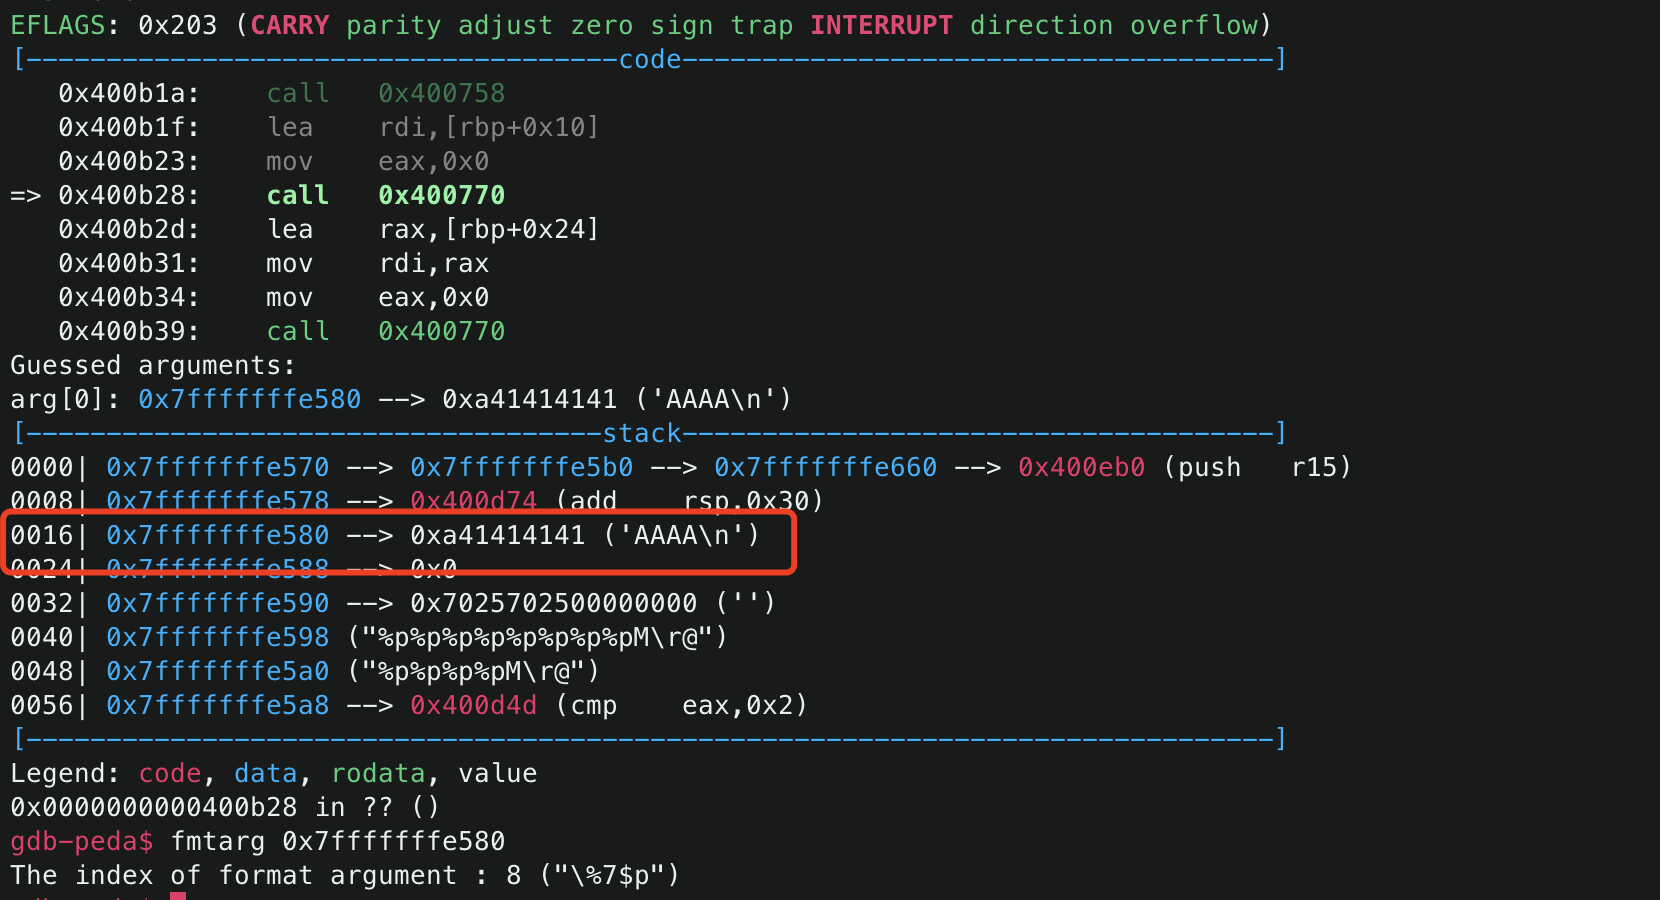 EFLAGS: 0x203 (CARRY parity adjust zero sign trap INTERRUPT direction overflow)
[-------------------------------------code-------------------------------------]
   0x400b1a:    call   0x400758
   0x400b1f:    lea    rdi,[rbp+0x10]
   0x400b23:    mov    eax,0x0
=> 0x400b28:    call   0x400770
   0x400b2d:    lea    rax,[rbp+0x24]
   0x400b31:    mov    rdi,rax
   0x400b34:    mov    eax,0x0
   0x400b39:    call   0x400770
Guessed arguments:
arg[0]: 0x7fffffffe580 --> 0xa41414141 ('AAAA\n')
[------------------------------------stack-------------------------------------]
0000| 0x7fffffffe570 --> 0x7fffffffe5b0 --> 0x7fffffffe660 --> 0x400eb0 (push   r15)
0008| 0x7fffffffe578 --> 0x400d74 (add    rsp,0x30)
0016| 0x7fffffffe580 --> 0xa41414141 ('AAAA\n')
0024| 0x7fffffffe588 --> 0x0
0032| 0x7fffffffe590 --> 0x7025702500000000 ('')
0040| 0x7fffffffe598 ("%p%p%p%p%p%p%p%pM\r@")
0048| 0x7fffffffe5a0 ("%p%p%p%pM\r@")
0056| 0x7fffffffe5a8 --> 0x400d4d (cmp    eax,0x2)
[------------------------------------------------------------------------------]
Legend: code, data, rodata, value
0x0000000000400b28 in ?? ()
gdb-peda$ fmtarg 0x7fffffffe580
The index of format argument : 8 ("\%7$p")